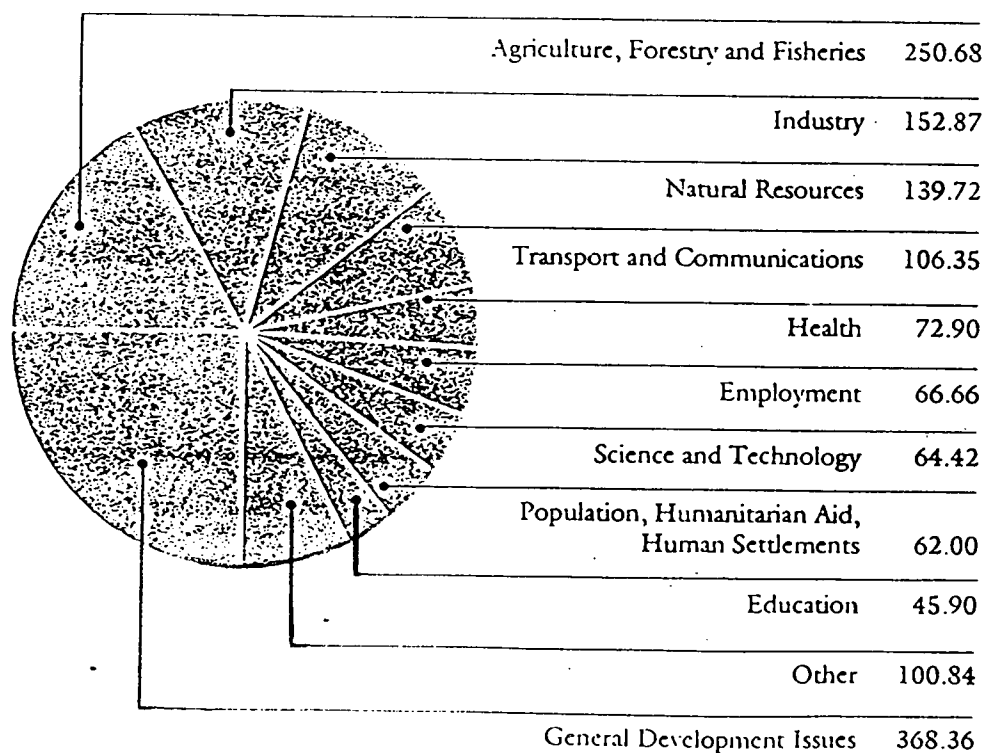 Agriculture, Forestry and Fisheries 250.68
Industry 152.87
Natural Resources 139.72
Transport and Communications 106.35
Health 72.90
Employment 66.66
Science and Technology 64.42
Population, Humanitarian Aid,
Human Settlements 62.00
Education 45.90
Other 100.84
General Development Issues 368.36